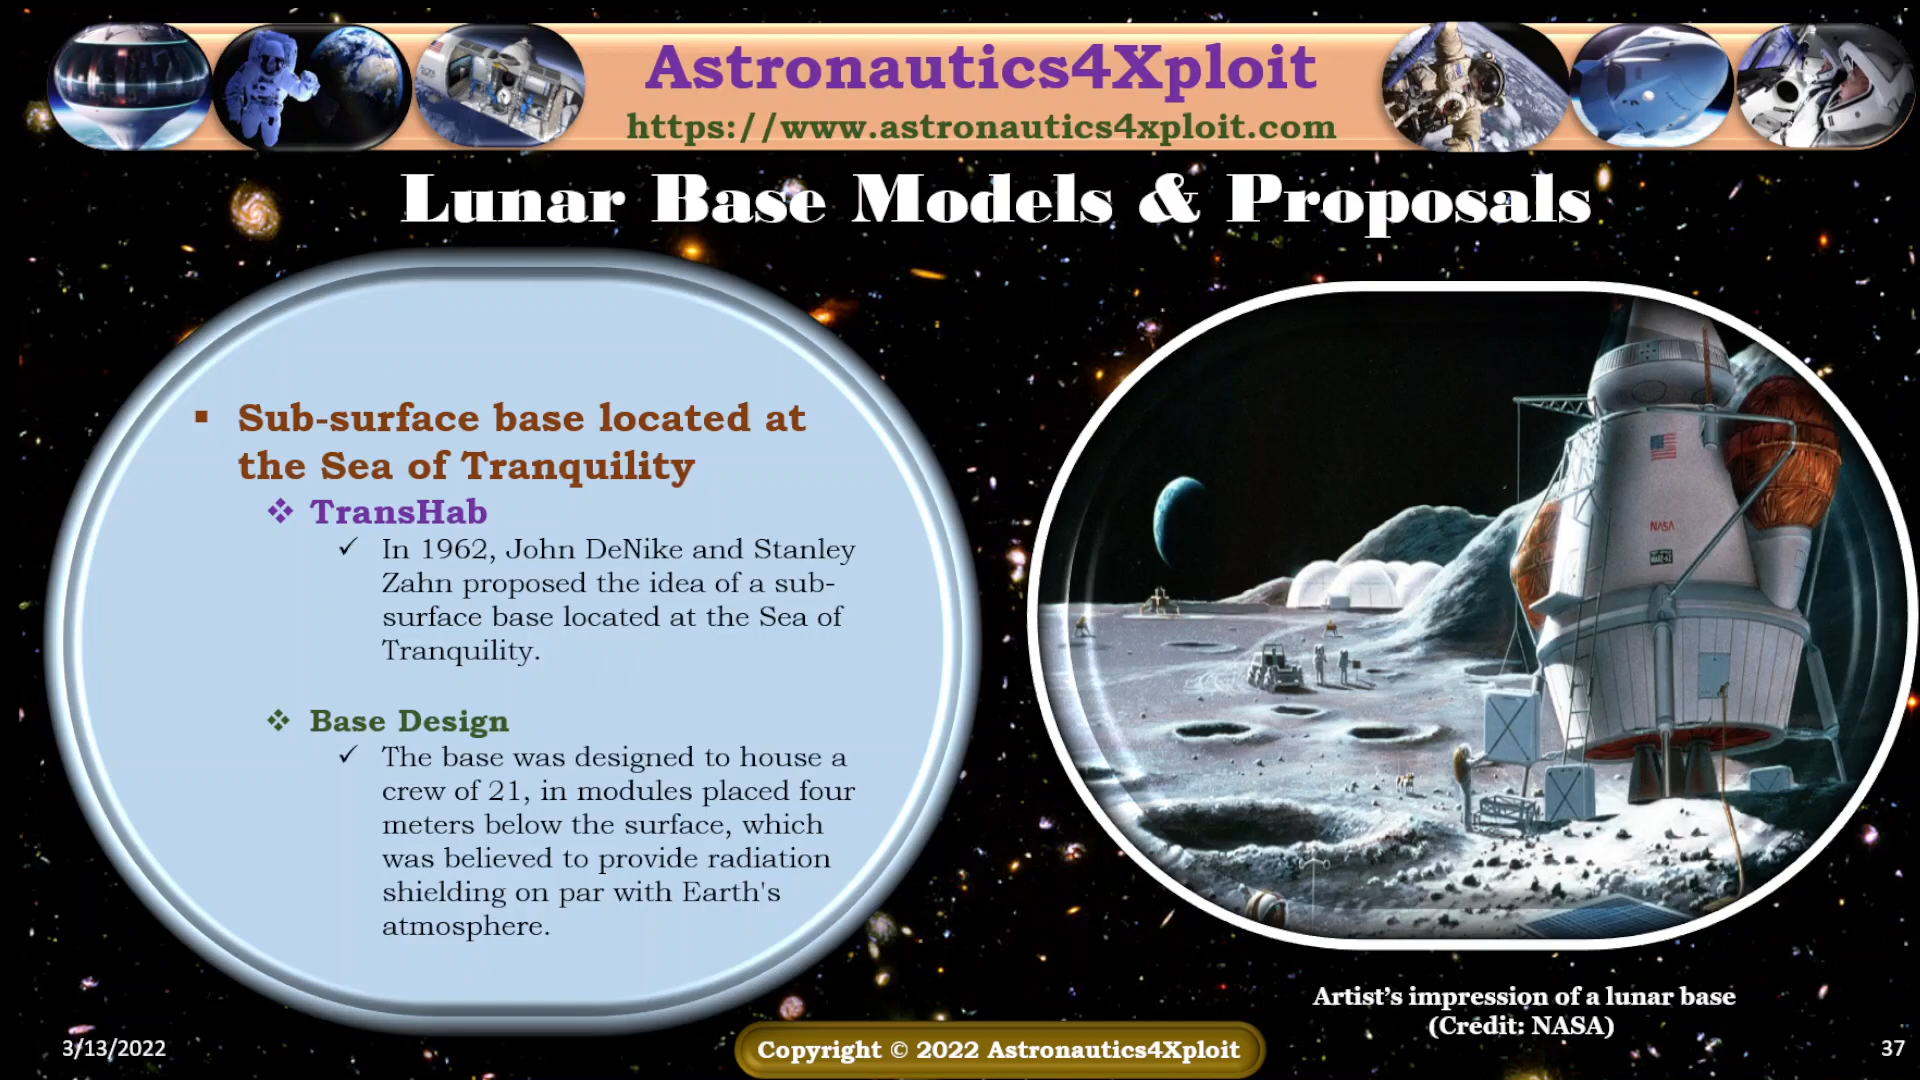 Astronautics4Xploit
https://www.astronautics4xploit.com
Lunar Base Models & Proposals
▪ Sub-surface base located at
the Sea of Tranquility
❖ TransHab
✓ In 1962, John DeNike and Stanley
Zahn proposed the idea of a sub-
surface base located at the Sea of
Tranquility.
❖ Base Design
✓ The base was designed to house a
crew of 21, in modules placed four
meters below the surface, which
was believed to provide radiation
shielding on par with Earth's
atmosphere.
NASA
Artist’s impression of a lunar base
(Credit: NASA)
3/13/2022
Copyright © 2022 Astronautics4Xploit
37